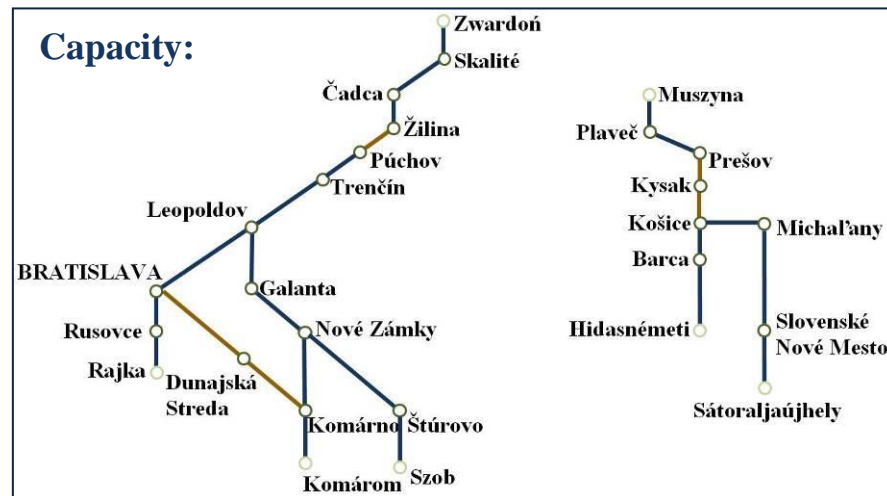 Capacity:
Zwardoń
Skalité
Čadca
Žilina
Púchov
Trenčín
Leopoldov
BRATISLAVA
Galanta
Rusovce
Nové Zámky
Rajka
Dunajská
Streda
Komárno
Štúrovo
Komárom
Szob
Muszyna
Plaveč
Prešov
Kysak
Košice
Michaľany
Barca
Hidasnémeti
Slovenské
Nové Mesto
Sátoraljaújhely